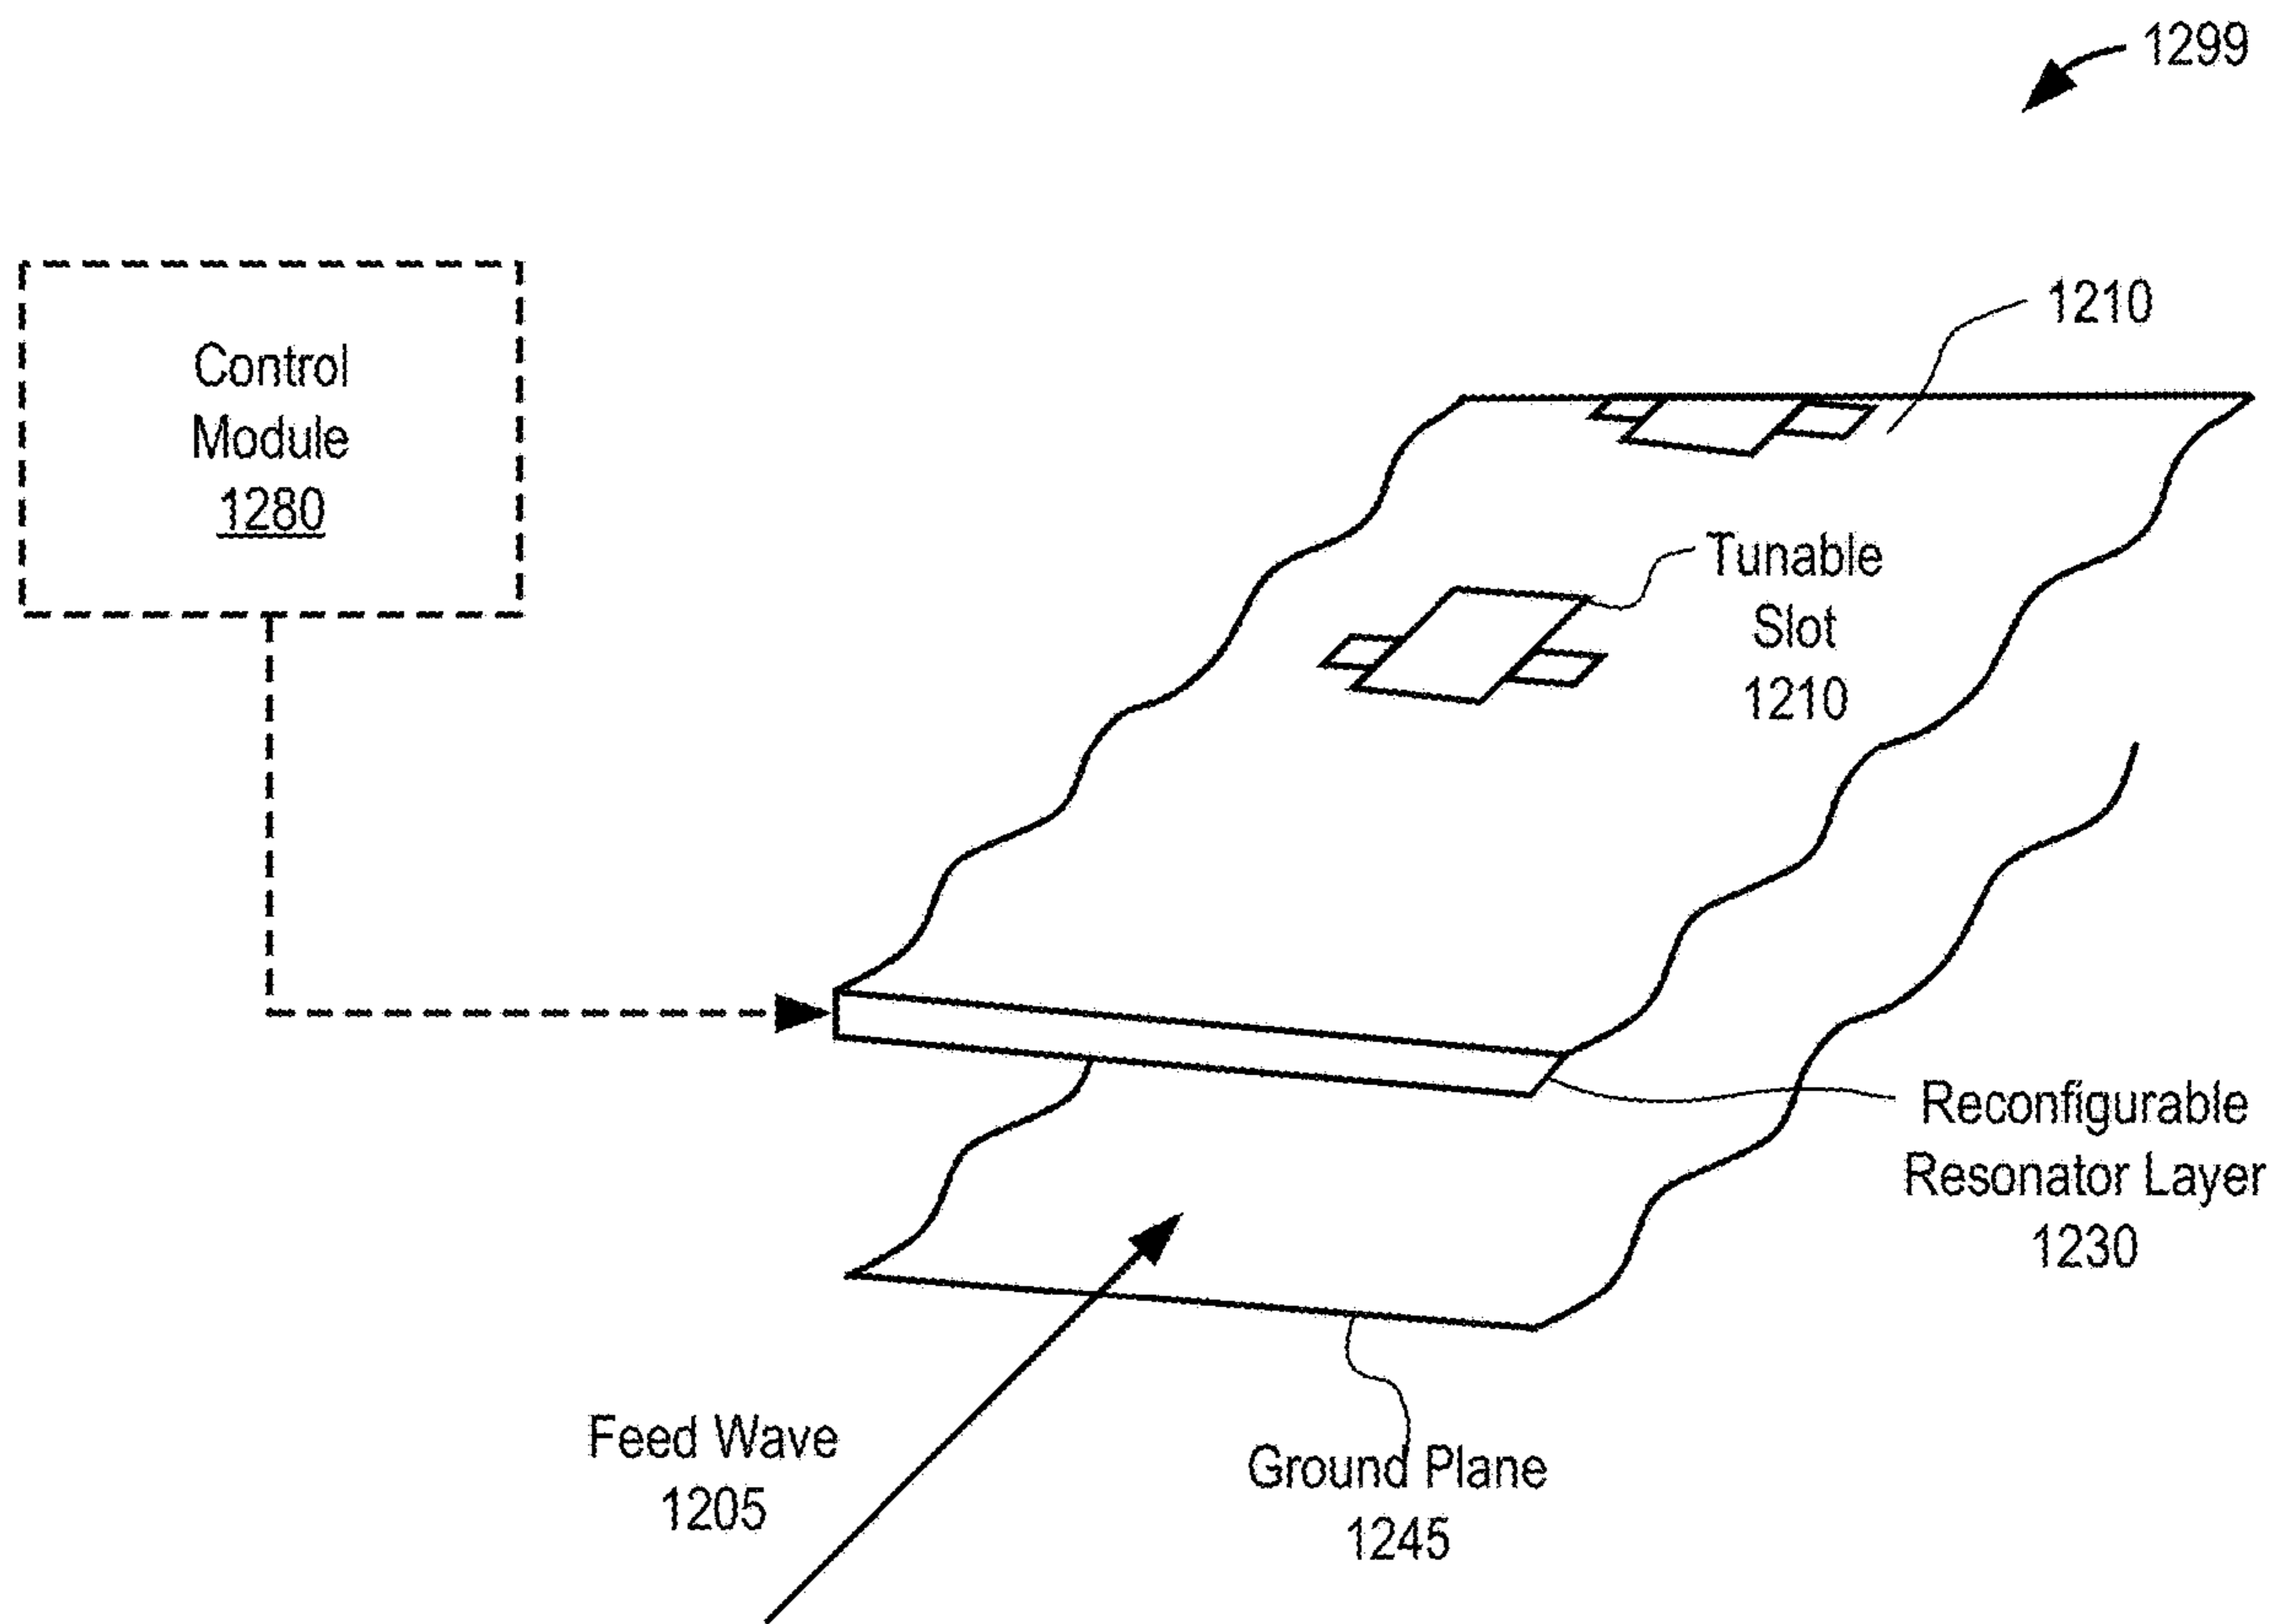 1299
Control
Module
1280
1210
Tunable
Slot
1210
Reconfigurable
Resonator Layer
1230
Feed Wave
1205
Ground Plane
1245